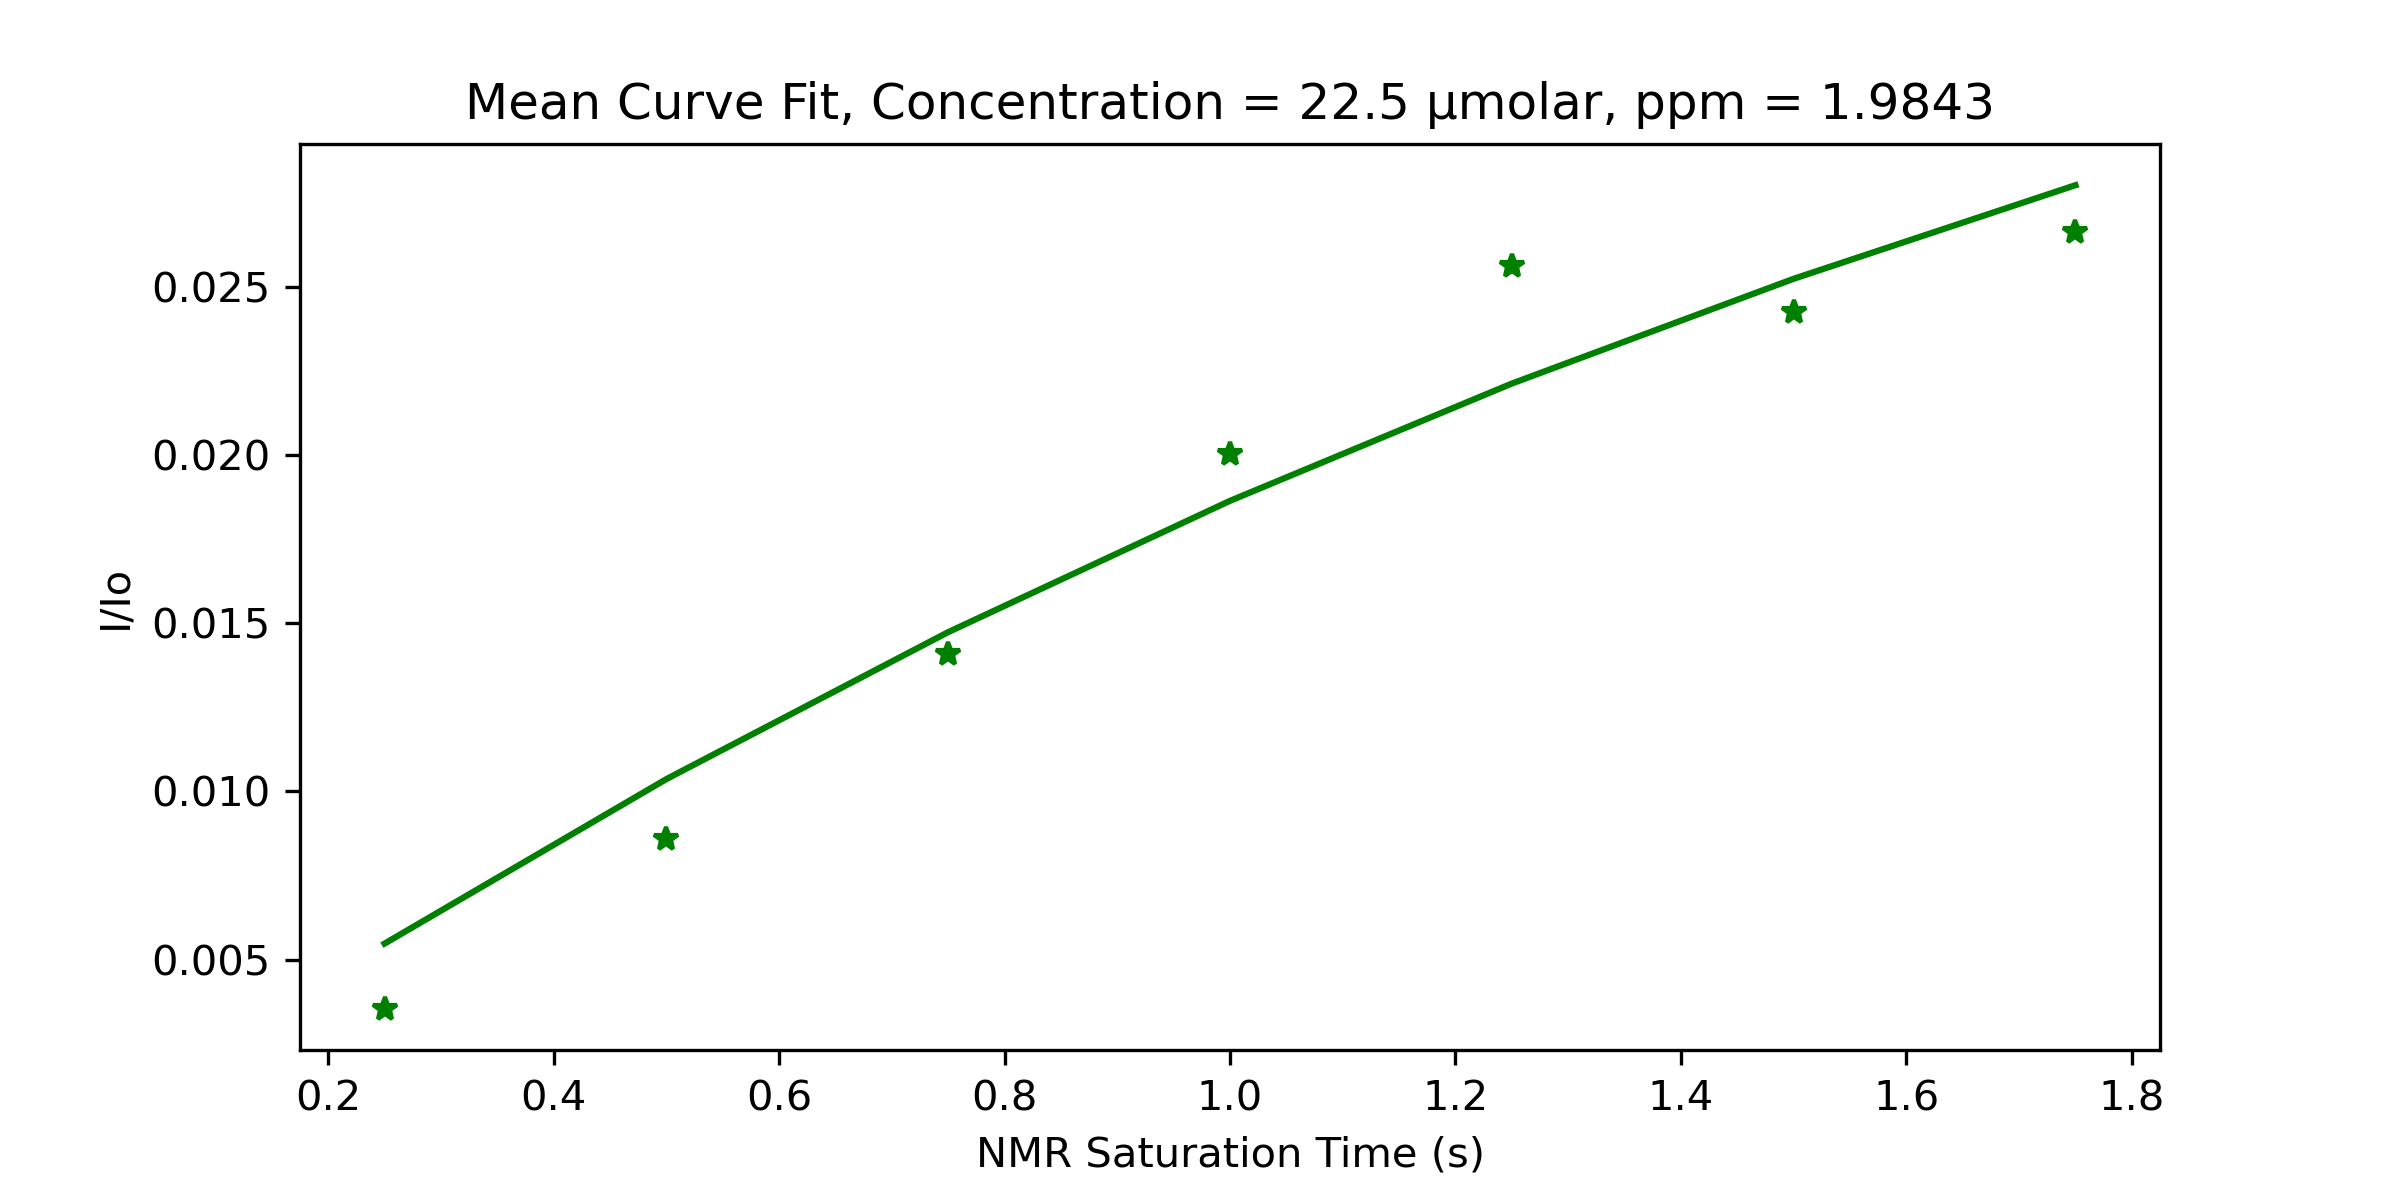 Mean Curve Fit, Concentration = 22.5 µmolar, ppm = 1.9843
0.025
0.020
0.015
0.010
0.005
I/Io
0.2 0.4 0.6 0.8 1.0 1.2 1.4 1.6 1.8
NMR Saturation Time (s)